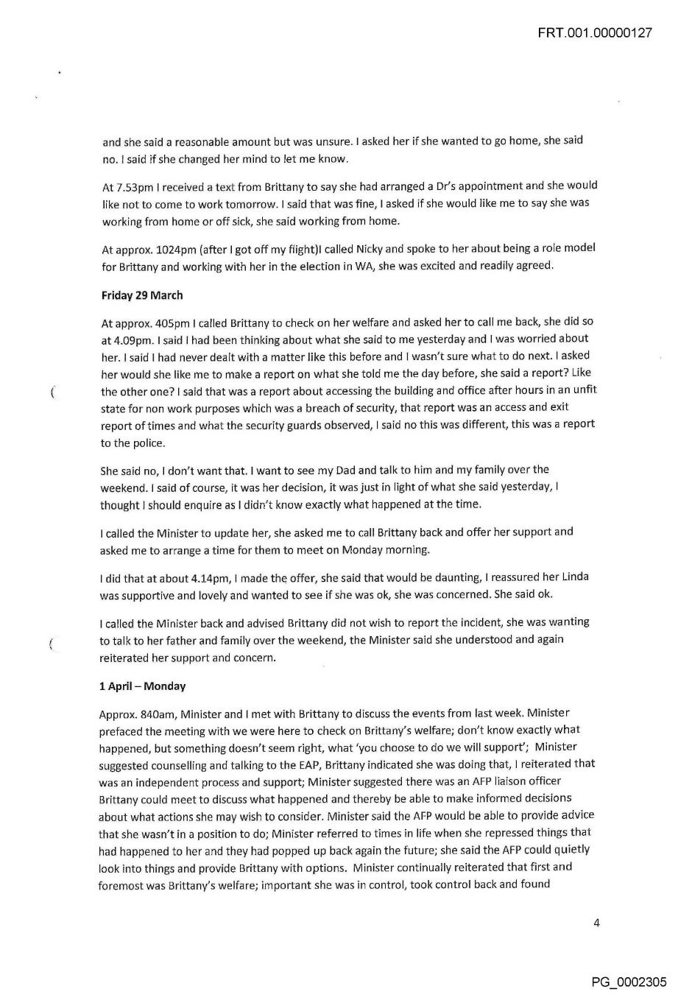 FRT.001.00000127
and she said a reasonable amount but was unsure. I asked her if she wanted to go home, she said
no. I said if she changed her mind to let me know.
At 7.53pm I received a text from Brittany to say she had arranged a Dr's appointment and she would
like not to come to work tomorrow. I said that was fine, I asked if she would like me to say she was
working from home or off sick, she said working from home.
At approx. 1024pm (after I got off my flight)I called Nicky and spoke to her about being a role model
for Brittany and working with her in the election in WA, she was excited and readily agreed.
Friday 29 March
At approx. 405pm I called Brittany to check on her welfare and asked her to call me back, she did so
at 4.09pm. I said I had been thinking about what she said to me yesterday and I was worried about
her. I said I had never dealt with a matter like this before and I wasn't sure what to do next. I asked
her would she like me to make a report on what she told me the day before, she said a report? Like
the other one? I said that was a report about accessing the building and office after hours in an unfit
state for non work purposes which was a breach of security, that report was an access and exit
report of times and what the security guards observed, I said no this was different, this was a report
to the police.
She said no, I don't want that. I want to see my Dad and talk to him and my family over the
weekend. I said of course, it was her decision, it was just in light of what she said yesterday, I
thought I should enquire as I didn't know exactly what happened at the time.
I called the Minister to update her, she asked me to call Brittany back and offer her support and
asked me to arrange a time for them to meet on Monday morning.
I did that at about 4.14pm, I made the offer, she said that would be daunting, I reassured her Linda
was supportive and lovely and wanted to see if she was ok, she was concerned. She said ok.
I called the Minister back and advised Brittany did not wish to report the incident, she was wanting
to talk to her father and family over the weekend, the Minister said she understood and again
reiterated her support and concern.
1 April – Monday
Approx. 840am, Minister and I met with Brittany to discuss the events from last week. Minister
prefaced the meeting with we were here to check on Brittany's welfare; don't know exactly what
happened, but something doesn't seem right, what 'you choose to do we will support'; Minister
suggested counselling and talking to the EAP, Brittany indicated she was doing that, I reiterated that
was an independent process and support; Minister suggested there was an AFP liaison officer
Brittany could meet to discuss what happened and thereby be able to make informed decisions
about what actions she may wish to consider. Minister said the AFP would be able to provide advice
that she wasn't in a position to do; Minister referred to times in life when she repressed things that
had happened to her and they had popped up back again the future; she said the AFP could quietly
look into things and provide Brittany with options. Minister continually reiterated that first and
foremost was Brittany's welfare; important she was in control, took control back and found
4
PG_0002305